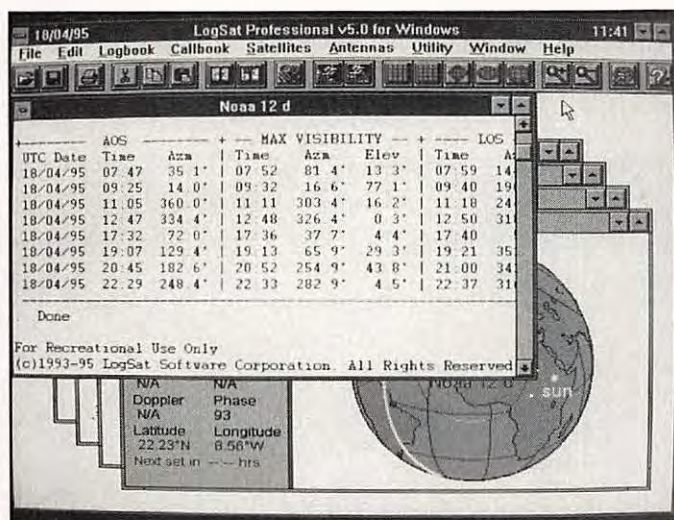 18/04/95 LogSat Professional v5.0 for Windows 11:41
File Edit Logbook Callbook Satellites Antennas Utility Window Help
Noaa 12 d
AOS + -- MAX VISIBILITY -- + ---- LOS
UTC Date Time Azm | Time Azm Elev | Time
18/04/95 07 47 35 1° | 07 52 81 4° 13 3° | 07 59 14
18/04/95 09:25 14.0° | 09:32 16 6° 77 1° | 09 40 19
18/04/95 11.05 360.0° | 11 11 303 4° 16 2° | 11 18 24
18/04/95 12 47 334 4° | 12 48 326 4° 0 3° | 12 50 31
18/04/95 17:32 72 0° | 17 36 37 7° 4 4° | 17 40
18/04/95 19:07 129 4° | 19 13 65 9° 29 3° | 19 21 35
18/04/95 20:45 182 6° | 20 52 254 9° 43 8° | 21 00 34
18/04/95 22:29 248 4° | 22 33 282 9° 4 5° | 22 37 31
Done
For Recreational Use Only
(c)1993-95 LogSat Software Corporation. All Rights Reserved
N/A N/A
Doppler Phase
N/A 93
Latitude Longitude
22.23°N 8.56°W
Next set in --:-- hrs
Noaa 12 d
sun